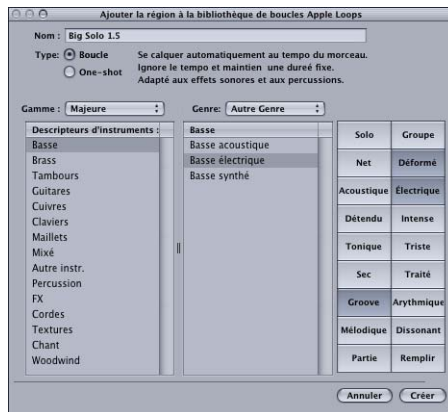 Ajouter la région à la bibliothèque de boucles Apple Loops
Nom : Big Solo 1.5
Type: Boucle Se calquer automatiquement au tempo du morceau.
One-shot Ignore le tempo et maintien une dureé fixe.
Adapté aux effets sonores et aux percussions.
Gamme : Majeure Genre: Autre Genre
Descripteurs d'instruments :
Basse
Brass
Tambours
Guitares
Cuivres
Claviers
Maillets
Mixé
Autre instr.
Percussion
FX
Cordes
Textures
Chant
Woodwind
Basse
Basse acoustique
Basse électrique
Basse synthé
Solo Groupe
Net Déformé
Acoustique Électrique
Détendu Intense
Tonique Triste
Sec Traité
Groove Arythmique
Mélodique Dissonant
Partie Remplir
Annuler Créer